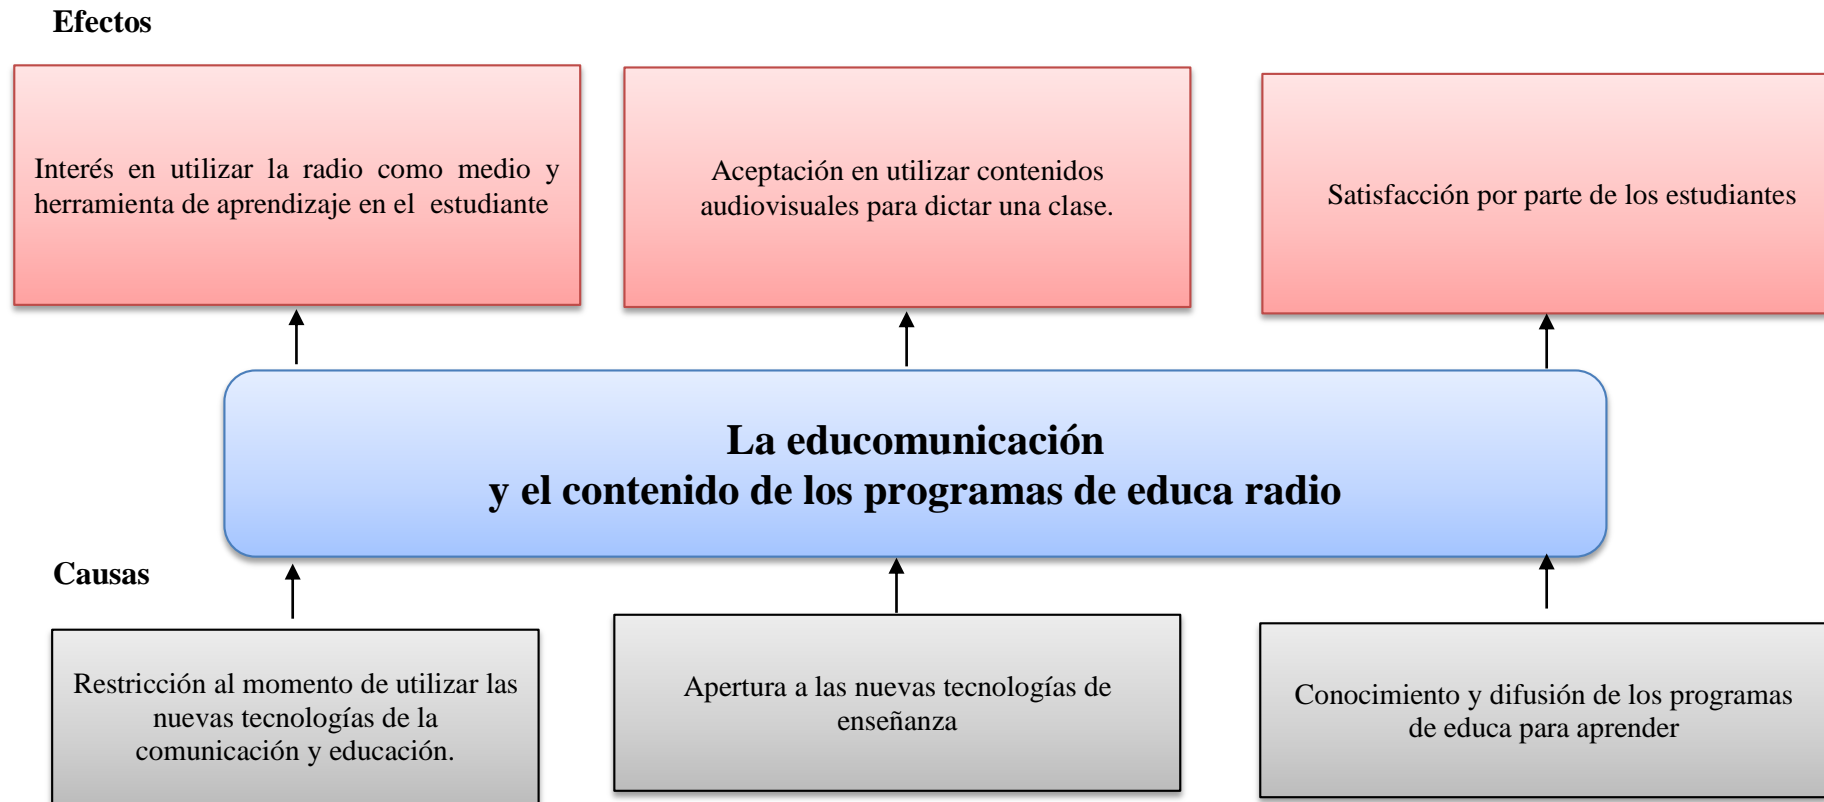 Efectos
Interés en utilizar la radio como medio y
herramienta de aprendizaje en el estudiante
Aceptación en utilizar contenidos
audiovisuales para dictar una clase.
Satisfacción por parte de los estudiantes
La educomunicación
y el contenido de los programas de educa radio
Causas
Restricción al momento de utilizar las
nuevas tecnologías de la
comunicación y educación.
Apertura a las nuevas tecnologías de
enseñanza
Conocimiento y difusión de los programas
de educa para aprender